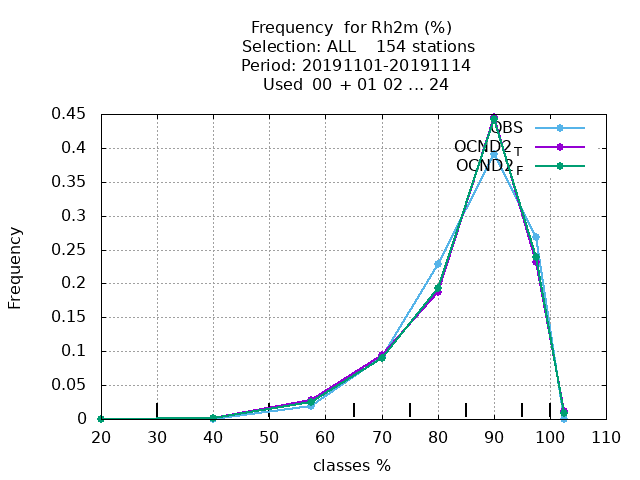 Frequency  for Rh2m (%)
Selection: ALL    154 stations
Period: 20191101-20191114
Used  00  + 01 02 ... 24
0.45
0.4
0.35
0.3
0.25
0.2
0.15
0.1
0.05
0
Frequency
OBS
OCND2_T
OCND2_F
20 30 40 50 60 70 80 90 100 110
classes %